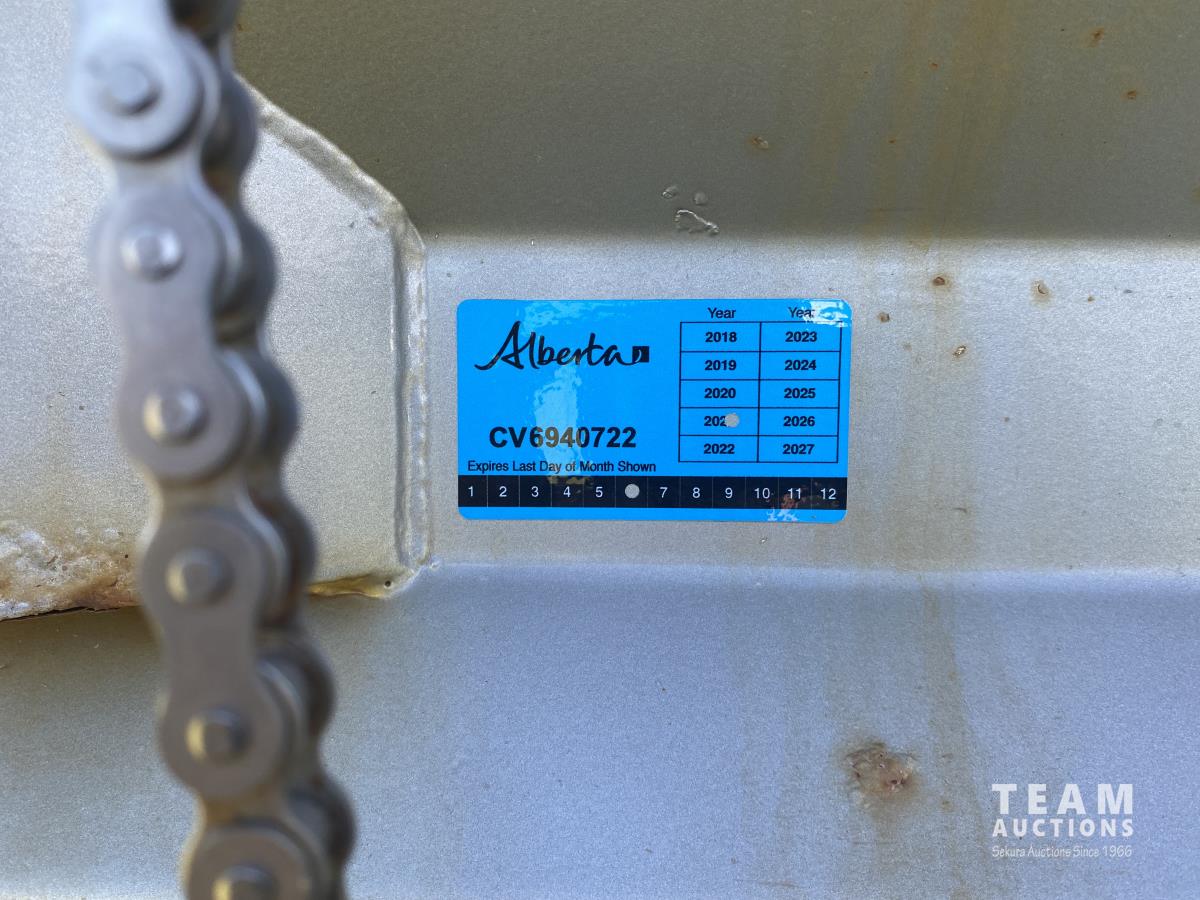 Alberta
CV6940722
Expires Last Day of Month Shown
Year Year
2018 2023
2019 2024
2020 2025
202 2026
2022 2027
1 2 3 4 5 7 8 9 10 11 12
TEAM
AUCTIONS
Sekura Auctions Since 1966